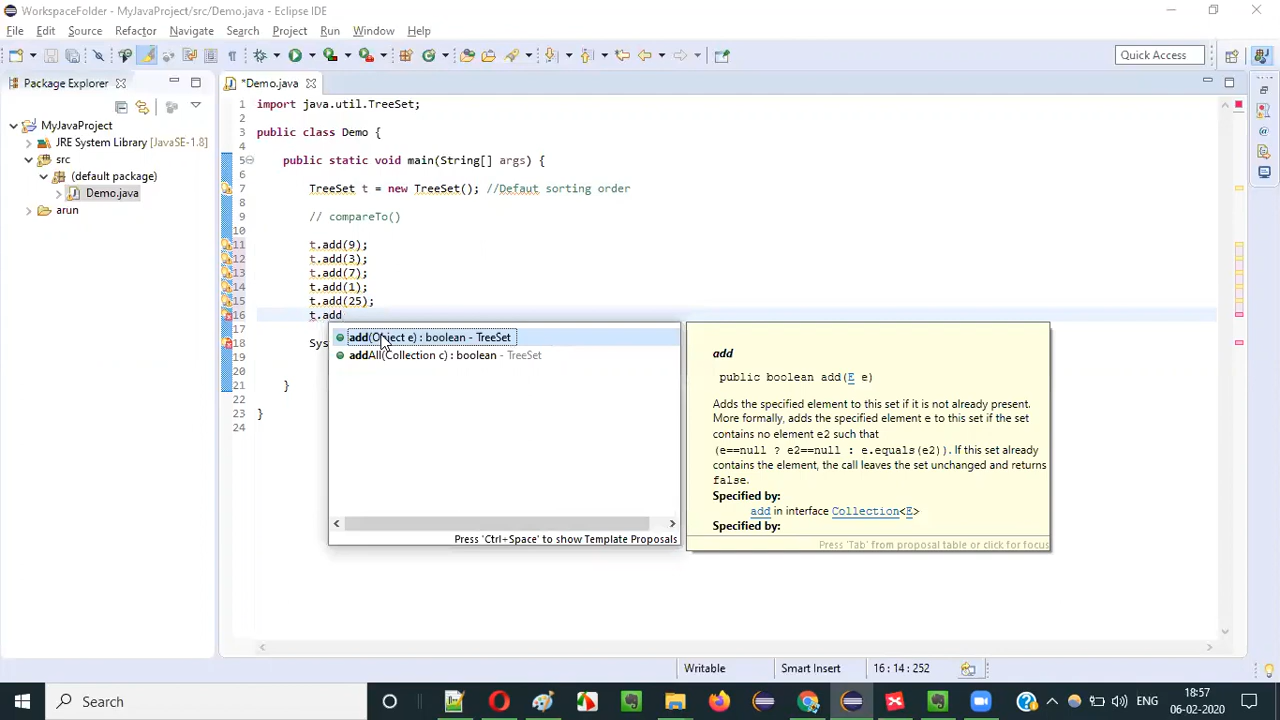 WorkspaceFolder - MyJavaProject/src/Demo.java - Eclipse IDE
File Edit Source Refactor Navigate Search Project Run Window Help
Quick Access
Package Explorer
*Demo.java
MyJavaProject
JRE System Library [JavaSE-1.8]
src
(default package)
Demo.java
arun
1 import java.util.TreeSet;
2
3 public class Demo {
4
5 public static void main(String[] args) {
6
7 TreeSet t = new TreeSet(); //Defaut sorting order
8
9 // compareTo()
10
11 t.add(9);
12 t.add(3);
13 t.add(7);
14 t.add(1);
15 t.add(25);
16 t.add
17
18 Sys
19
20
21 }
22
23 }
24
add(Object e) : boolean - TreeSet
addAll(Collection c) : boolean - TreeSet
Press 'Ctrl+Space' to show Template Proposals
add
public boolean add(E e)
Adds the specified element to this set if it is not already present.
More formally, adds the specified element e to this set if the set
contains no element e2 such that
(e==null ? e2==null : e.equals(e2)). If this set already
contains the element, the call leaves the set unchanged and returns
false.
Specified by:
add in interface Collection<E>
Specified by:
Press 'Tab' from proposal table or click for focus
Writable Smart Insert 16 : 14 : 252
Search
ENG
18:57
06-02-2020